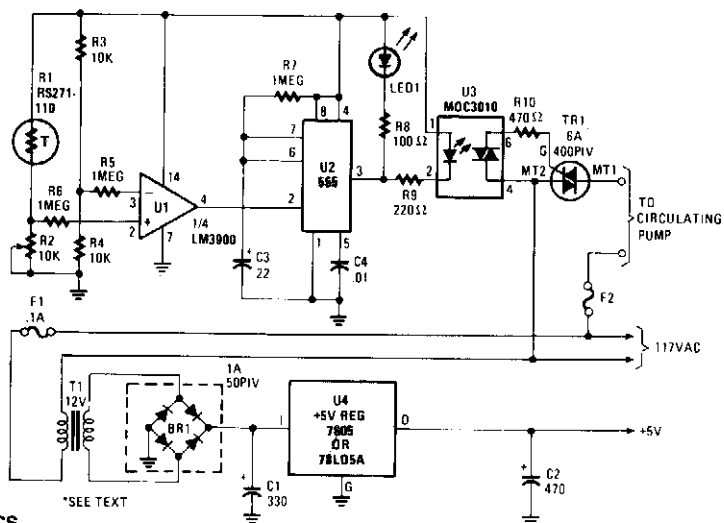 R1
RS271-
110
T
R3
10K
R6
1MEG
R5
1MEG
R2
10K
R4
10K
3
2
−
+
U1
14
4
7
1/4
LM3900
R7
1MEG
7
6
2
8
4
U2
555
3
1
5
C3
22
+
C4
.01
LED1
R8
100Ω
R9
220Ω
U3
MOC3010
1
2
6
4
R10
470Ω
TR1
6A
400PIV
G
MT2
MT1
TO
CIRCULATING
PUMP
F2
117VAC
F1
.1A
T1
12V
*SEE TEXT
1A
50PIV
BR1
+
C1
330
I
U4
+5V REG
7805
OR
78L05A
O
G
+
C2
470
+5V